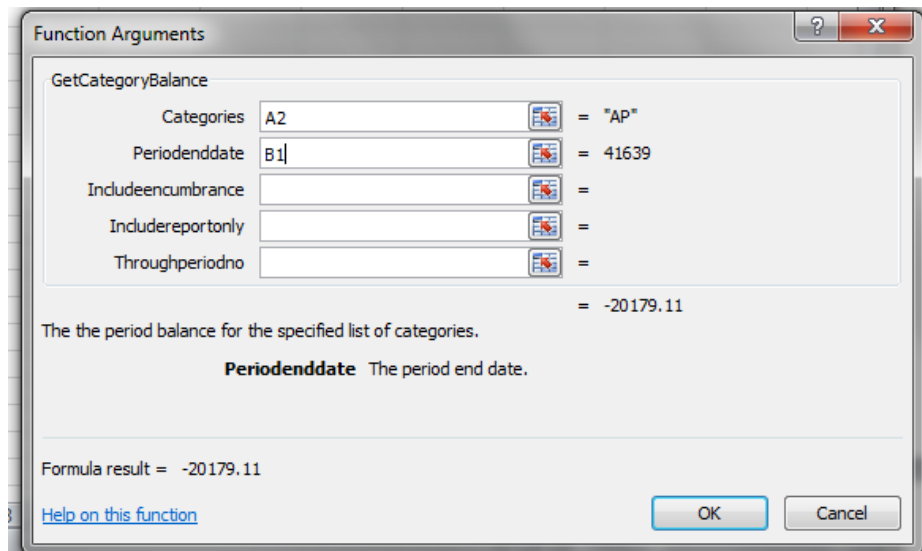 Function Arguments
? X
GetCategoryBalance
Categories A2 = "AP"
Periodenddate B1 = 41639
Includeencumbrance =
Includereportonly =
Throughperiodno =
= -20179.11
The the period balance for the specified list of categories.
Periodenddate The period end date.
Formula result = -20179.11
Help on this function OK Cancel